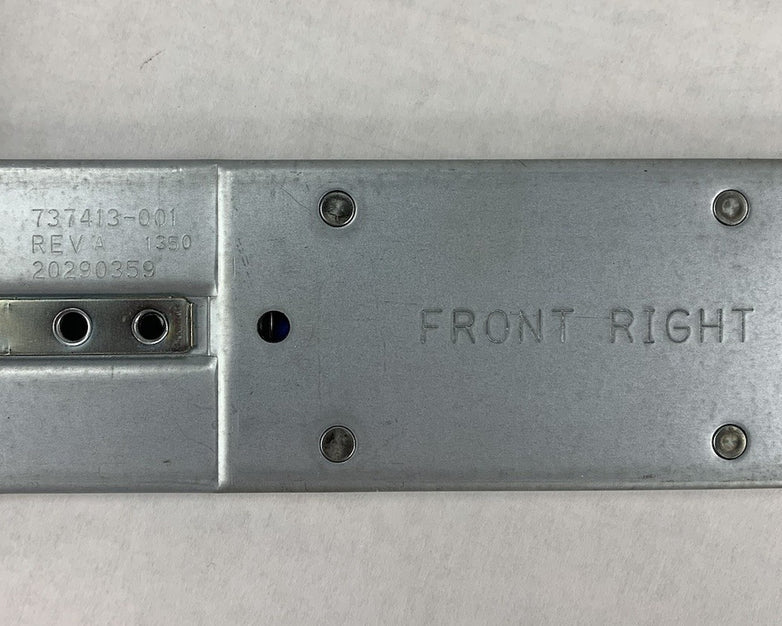 737413-001
REV A 1350
20290359
FRONT RIGHT